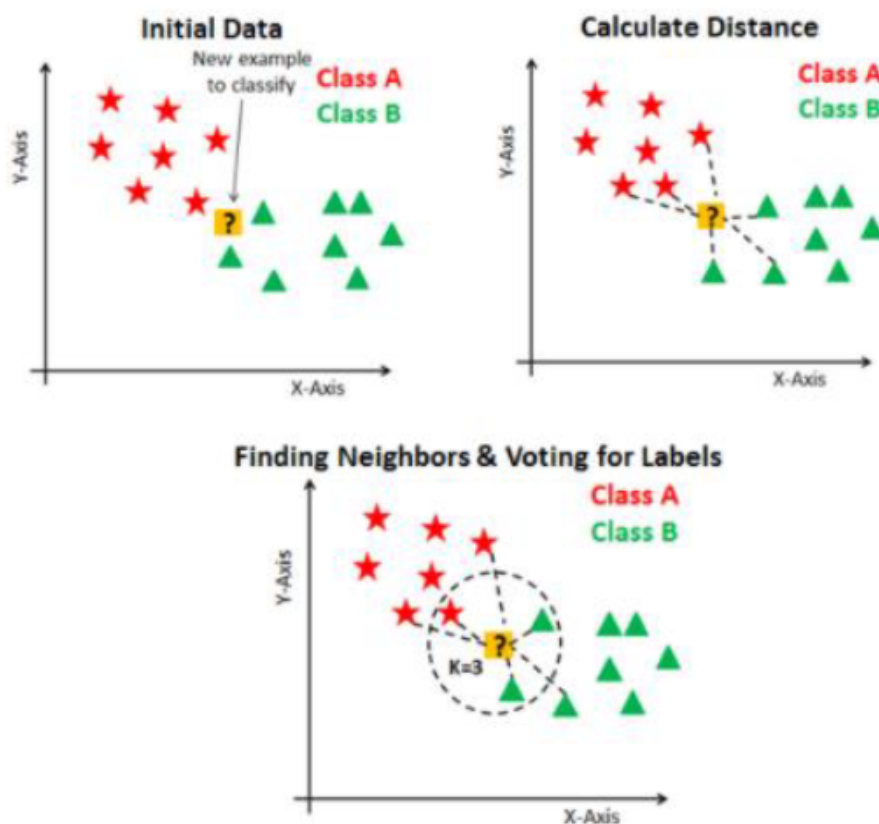 Initial Data
New example
to classify
Class A
Class B
?
Y-Axis
X-Axis
Calculate Distance
Class A
Class B
?
Y-Axis
X-Axis
Finding Neighbors & Voting for Labels
Class A
Class B
?
K=3
Y-Axis
X-Axis